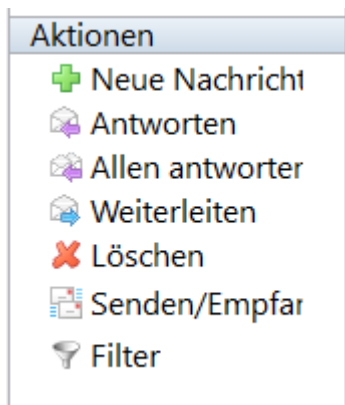 Aktionen
Neue Nachricht
Antworten
Allen antworter
Weiterleiten
Löschen
Senden/Empfar
Filter